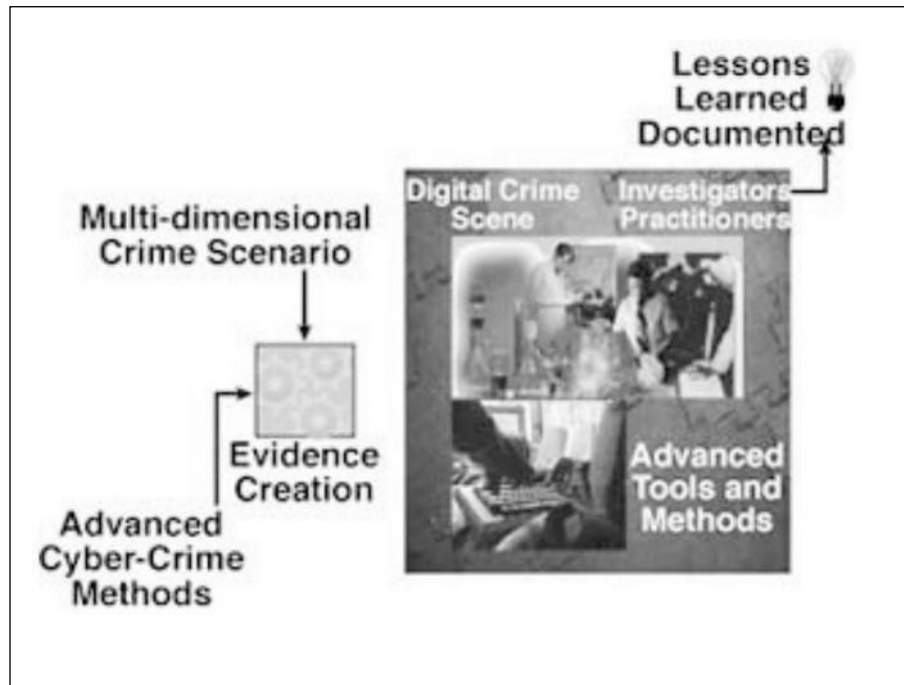 Lessons
Learned
Documented
Digital Crime
Scene
Investigators
Practitioners
Multi-dimensional
Crime Scenario
Evidence
Creation
Advanced
Tools and
Methods
Advanced
Cyber-Crime
Methods